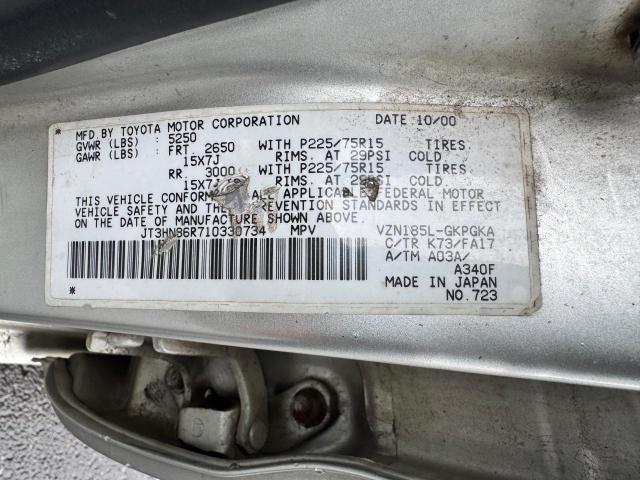 MFD.BY TOYOTA MOTOR CORPORATION DATE 10/00
GVWR (LBS) : 5250
GAWR (LBS) : FRT. 2650 WITH P225/75R15 TIRES.
15X7J RIMS. AT 29PSI COLD.
RR. 3000 WITH P225/75R15 TIRES.
15X7J RIMS. AT COLD.
THIS VEHICLE CONFORMS ALL APPLICABLE FEDERAL MOTOR
VEHICLE SAFETY AND PREVENTION STANDARDS IN EFFECT
ON THE DATE OF MANUFACTURE SHOWN ABOVE.
JT3HN86R710330734 MPV VZN185L-GKPGKA
C/TR K73/FA17
A/TM A03A/
A340F
MADE IN JAPAN
NO.723